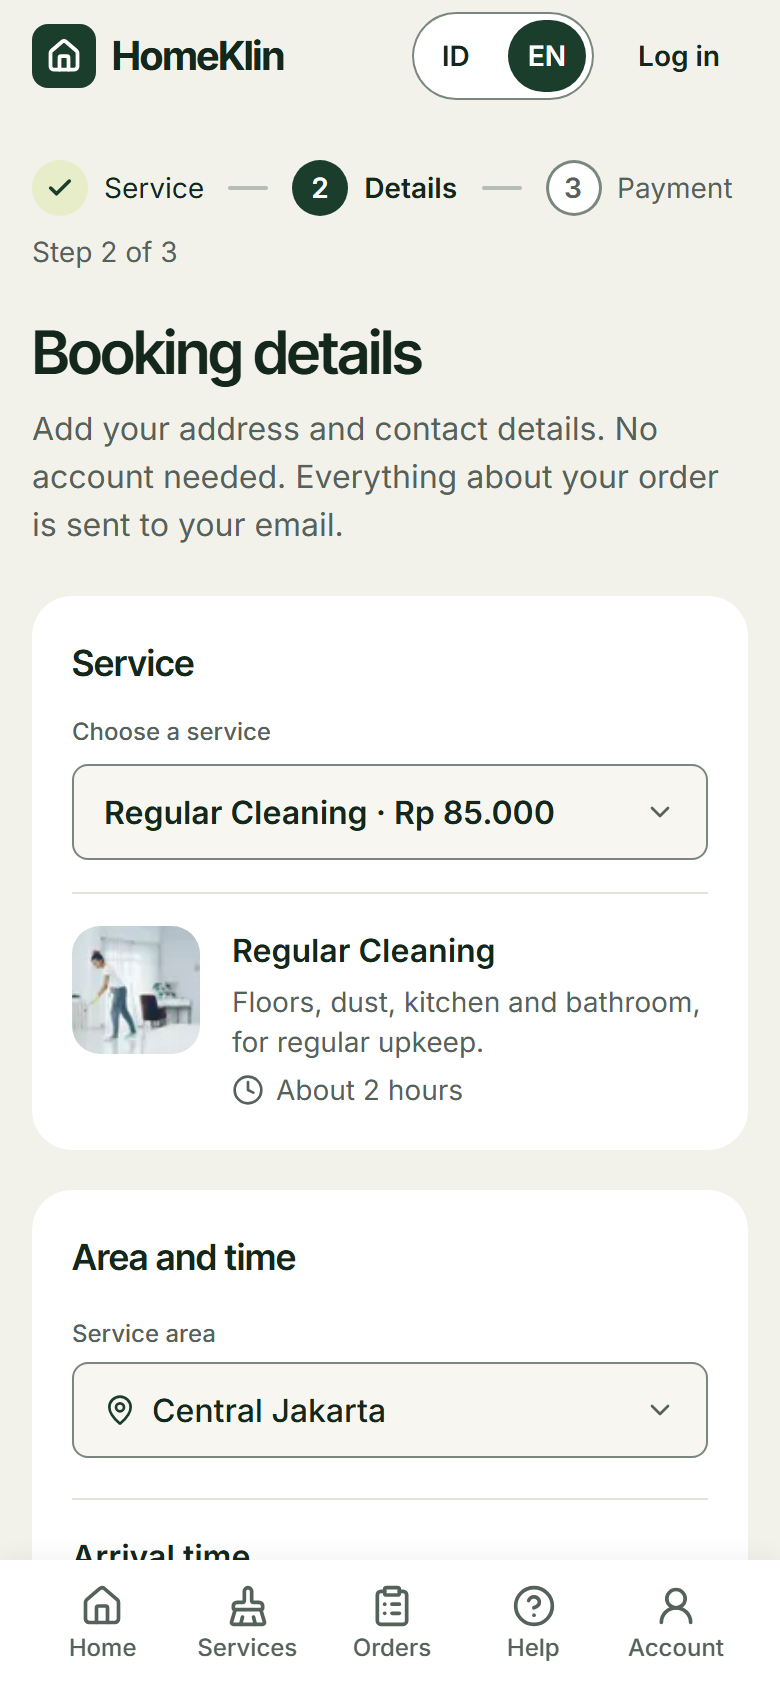 HomeKlin
ID EN
Log in
Service
2 Details
3 Payment
Step 2 of 3
Booking details
Add your address and contact details. No
account needed. Everything about your order
is sent to your email.
Service
Choose a service
Regular Cleaning · Rp 85.000
Regular Cleaning
Floors, dust, kitchen and bathroom,
for regular upkeep.
About 2 hours
Area and time
Service area
Central Jakarta
Arrival time
Home
Services
Orders
Help
Account